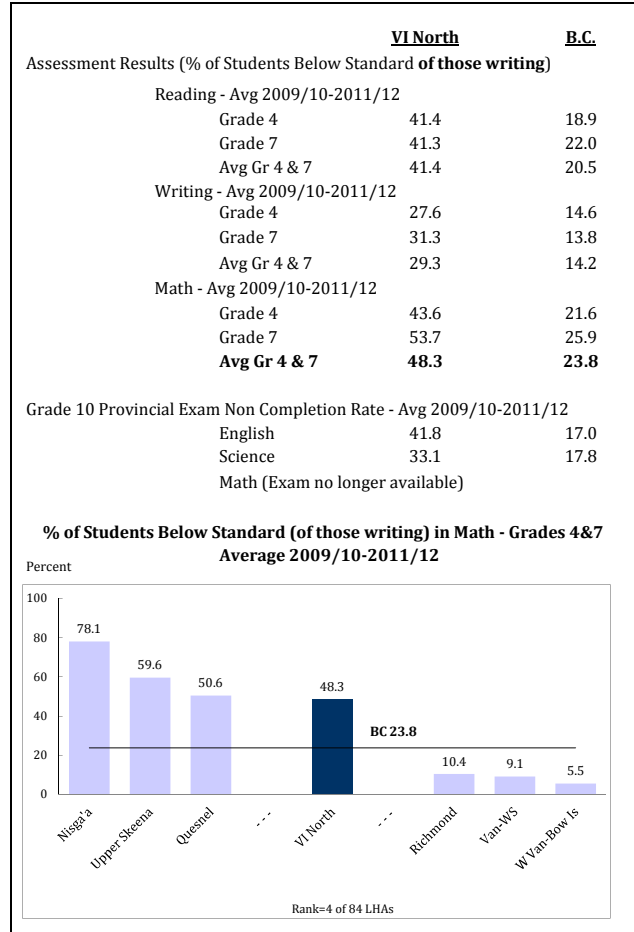 VI North B.C.
Assessment Results (% of Students Below Standard of those writing)
Reading - Avg 2009/10-2011/12
Grade 4 41.4 18.9
Grade 7 41.3 22.0
Avg Gr 4 & 7 41.4 20.5
Writing - Avg 2009/10-2011/12
Grade 4 27.6 14.6
Grade 7 31.3 13.8
Avg Gr 4 & 7 29.3 14.2
Math - Avg 2009/10-2011/12
Grade 4 43.6 21.6
Grade 7 53.7 25.9
Avg Gr 4 & 7 48.3 23.8
Grade 10 Provincial Exam Non Completion Rate - Avg 2009/10-2011/12
English 41.8 17.0
Science 33.1 17.8
Math (Exam no longer available)
% of Students Below Standard (of those writing) in Math - Grades 4&7
Average 2009/10-2011/12
Percent
100
80
60
40
20
0
78.1
59.6
50.6
48.3
BC 23.8
10.4
9.1
5.5
Nisga'a
Upper Skeena
Quesnel
- - -
VI North
- - -
Richmond
Van-WS
W Van-Bow Is
Rank=4 of 84 LHAs